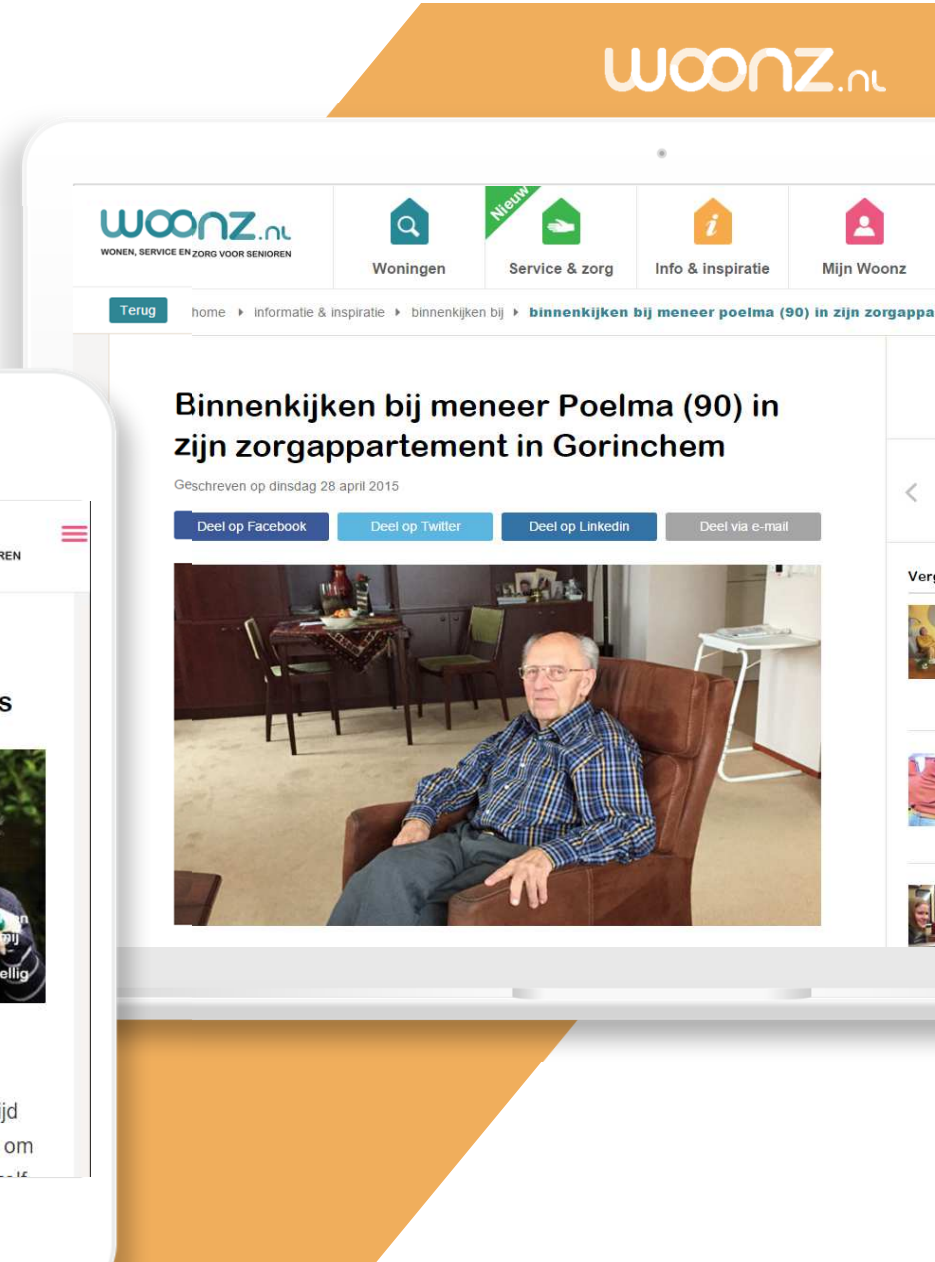 woonz.nl
woonz.nl
WONEN, SERVICE EN ZORG VOOR SENIOREN
Woningen
Nieuw
Service & zorg
Info & inspiratie
Mijn Woonz
Terug
home informatie & inspiratie binnenkijken bij binnenkijken bij meneer poelma (90) in zijn zorgappa
Binnenkijken bij meneer Poelma (90) in
zijn zorgappartement in Gorinchem
Geschreven op dinsdag 28 april 2015
Deel op Facebook
Deel op Twitter
Deel op Linkedin
Deel via e-mail
Verg
REN
s
ellig
ijd
om